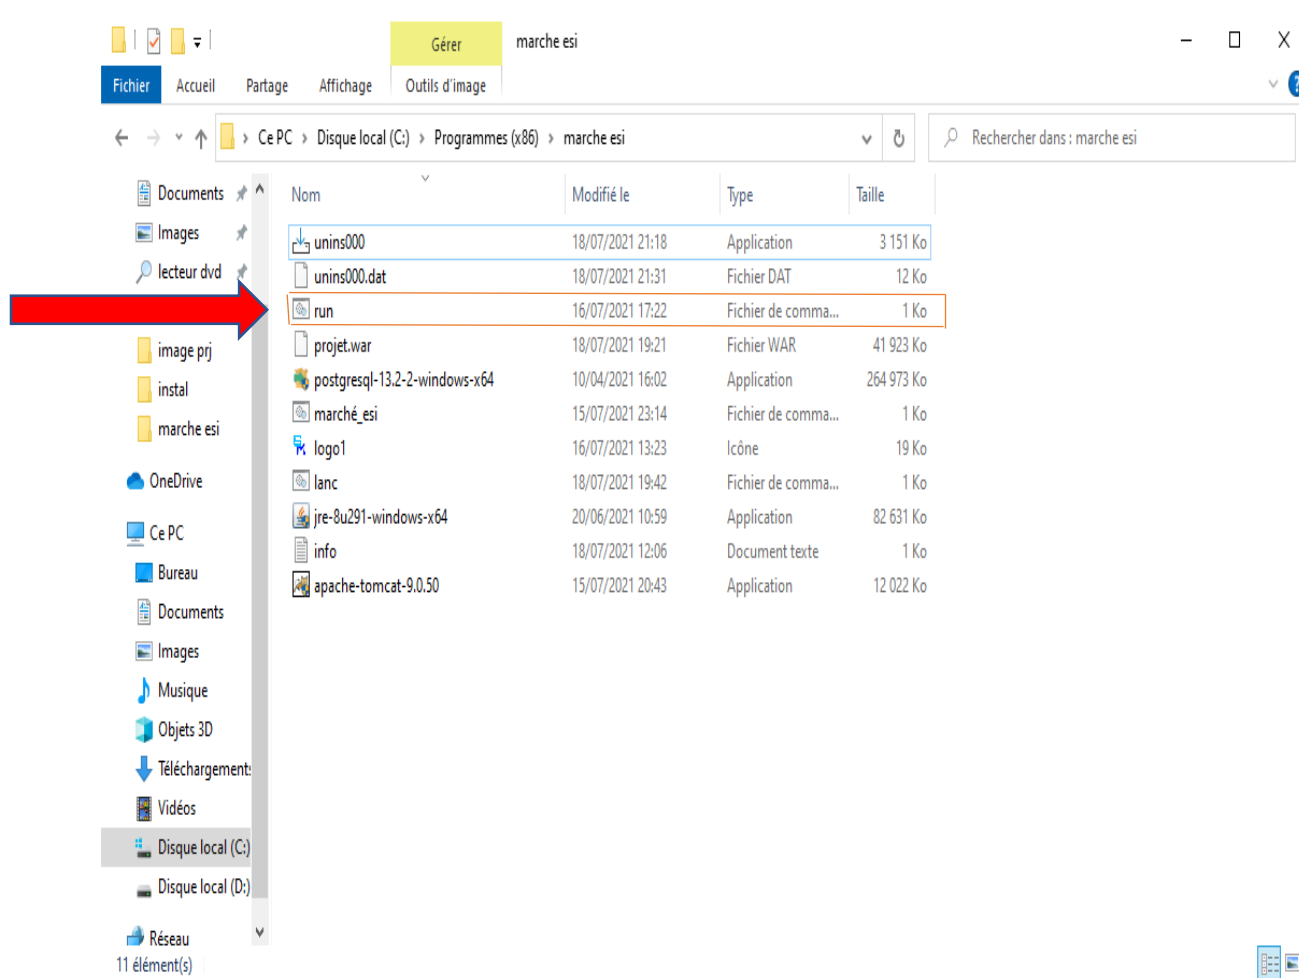 Gérer marche esi
Fichier Accueil Partage Affichage Outils d'image
Ce PC Disque local (C:) Programmes (x86) marche esi Rechercher dans : marche esi
Documents
Images
lecteur dvd
image prj
instal
marche esi
OneDrive
Ce PC
Bureau
Documents
Images
Musique
Objets 3D
Téléchargements
Vidéos
Disque local (C:)
Disque local (D:)
Réseau
Nom Modifié le Type Taille
unins000 18/07/2021 21:18 Application 3 151 Ko
unins000.dat 18/07/2021 21:31 Fichier DAT 12 Ko
run 16/07/2021 17:22 Fichier de comma... 1 Ko
projet.war 18/07/2021 19:21 Fichier WAR 41 923 Ko
postgresql-13.2-2-windows-x64 10/04/2021 16:02 Application 264 973 Ko
marché_esi 15/07/2021 23:14 Fichier de comma... 1 Ko
logo1 16/07/2021 13:23 Icône 19 Ko
lanc 18/07/2021 19:42 Fichier de comma... 1 Ko
jre-8u291-windows-x64 20/06/2021 10:59 Application 82 631 Ko
info 18/07/2021 12:06 Document texte 1 Ko
apache-tomcat-9.0.50 15/07/2021 20:43 Application 12 022 Ko
11 élément(s)